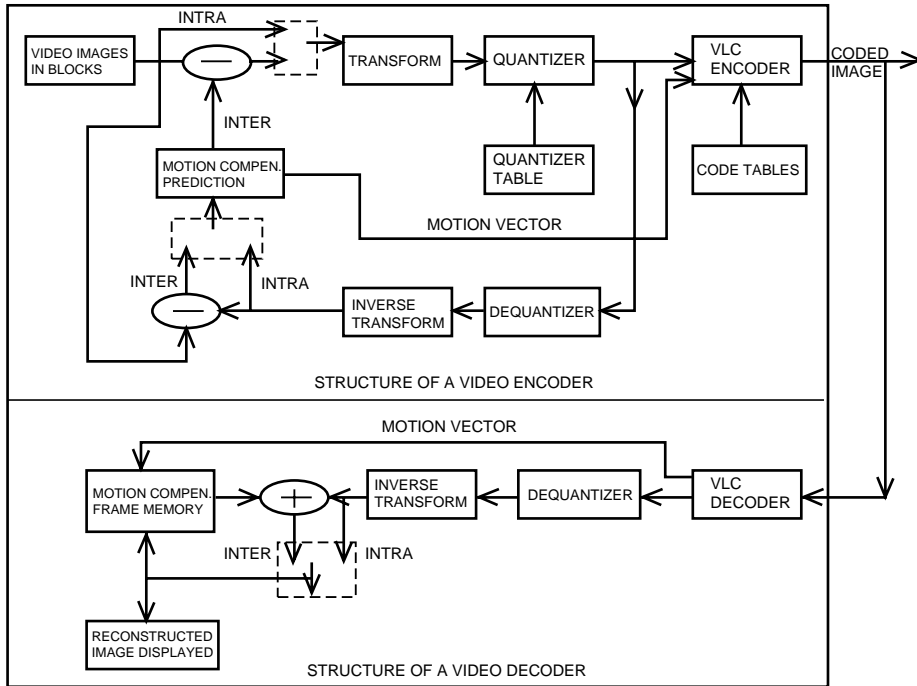 INTRA
VIDEO IMAGES
IN BLOCKS
TRANSFORM
QUANTIZER
VLC
ENCODER
CODED
IMAGE
INTER
MOTION COMPEN.
PREDICTION
QUANTIZER
TABLE
CODE TABLES
MOTION VECTOR
INTER
INTRA
INVERSE
TRANSFORM
DEQUANTIZER
STRUCTURE OF A VIDEO ENCODER
MOTION VECTOR
MOTION COMPEN.
FRAME MEMORY
INVERSE
TRANSFORM
DEQUANTIZER
VLC
DECODER
INTER
INTRA
RECONSTRUCTED
IMAGE DISPLAYED
STRUCTURE OF A VIDEO DECODER